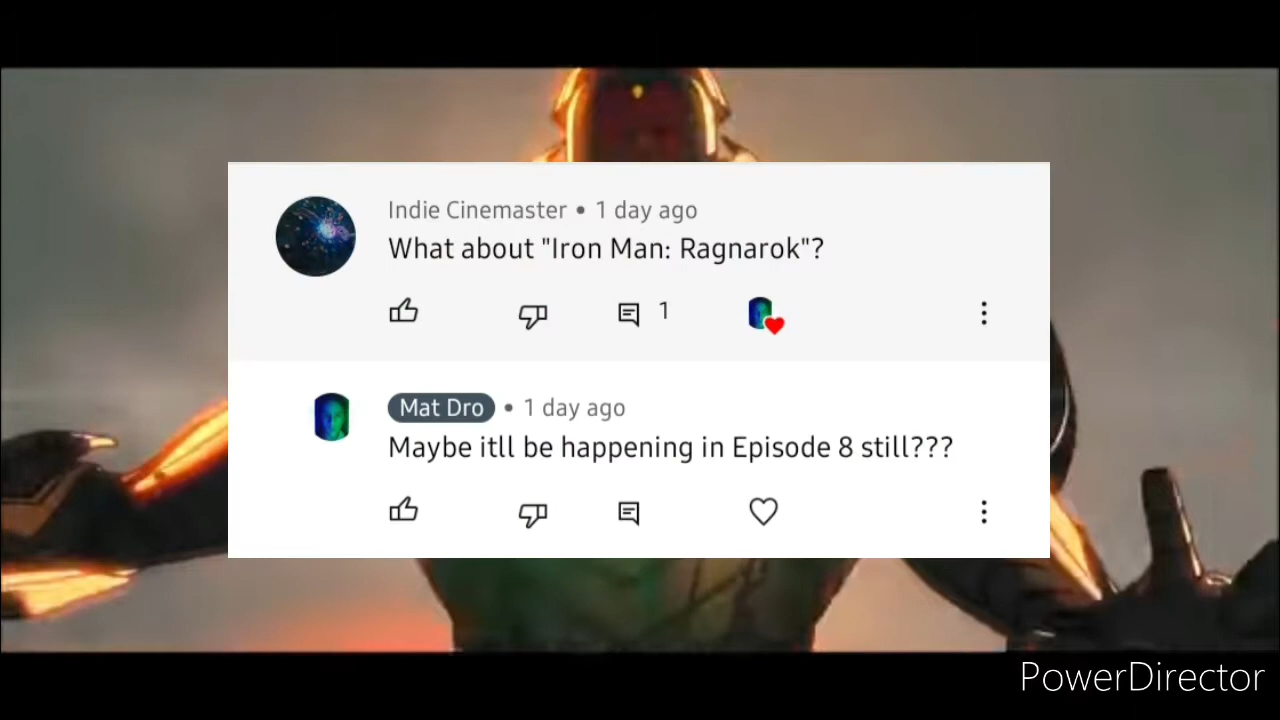 Indie Cinemaster • 1 day ago
What about "Iron Man: Ragnarok"?
1
Mat Dro • 1 day ago
Maybe itll be happening in Episode 8 still???
PowerDirector